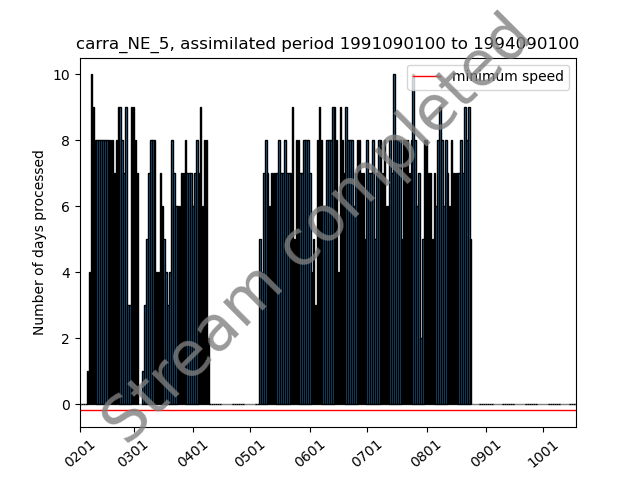 carra_NE_5, assimilated period 1991090100 to 1994090100
minimum speed
Number of days processed
10
8
6
4
2
0
0201 0301 0401 0501 0601 0701 0801 0901 1001
Stream completed